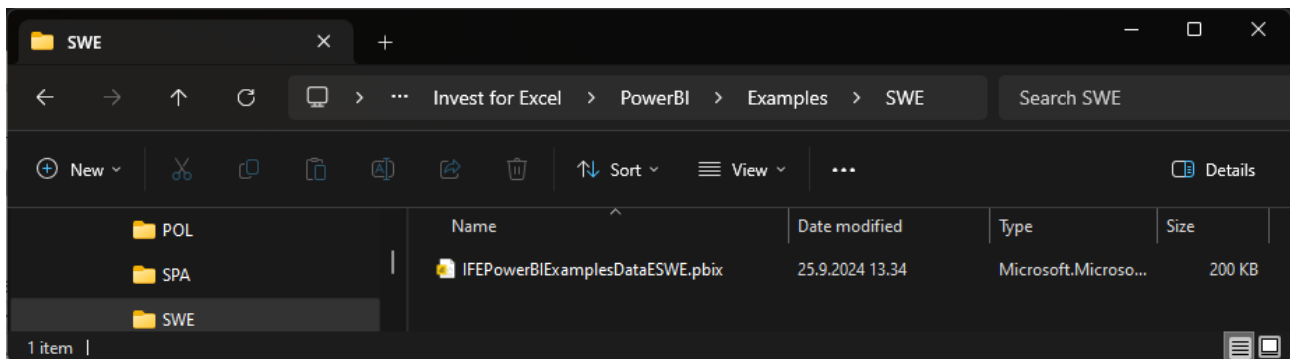 SWE
Invest for Excel > PowerBI > Examples > SWE
Search SWE
New
Sort
View
Details
POL
SPA
SWE
Name
Date modified
Type
Size
IFEPowerBIExamplesDataESWE.pbix
25.9.2024 13.34
Microsoft.Microso...
200 KB
1 item